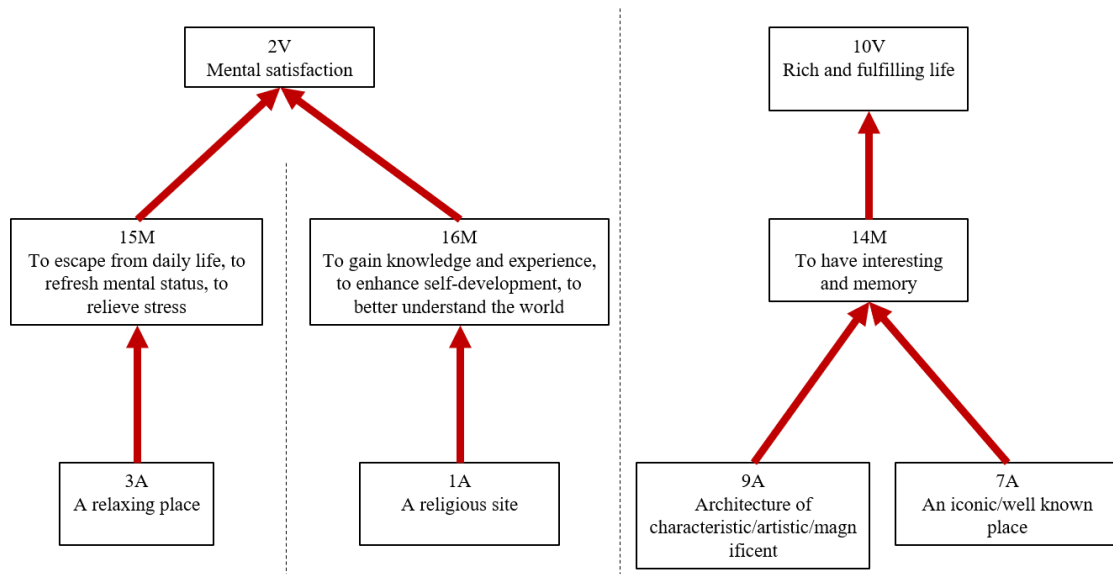 2V
Mental satisfaction
10V
Rich and fulfilling life
15M
To escape from daily life, to
refresh mental status, to
relieve stress
16M
To gain knowledge and experience,
to enhance self-development, to
better understand the world
14M
To have interesting
and memory
3A
A relaxing place
1A
A religious site
9A
Architecture of
characteristic/artistic/magn
ificent
7A
An iconic/well known
place